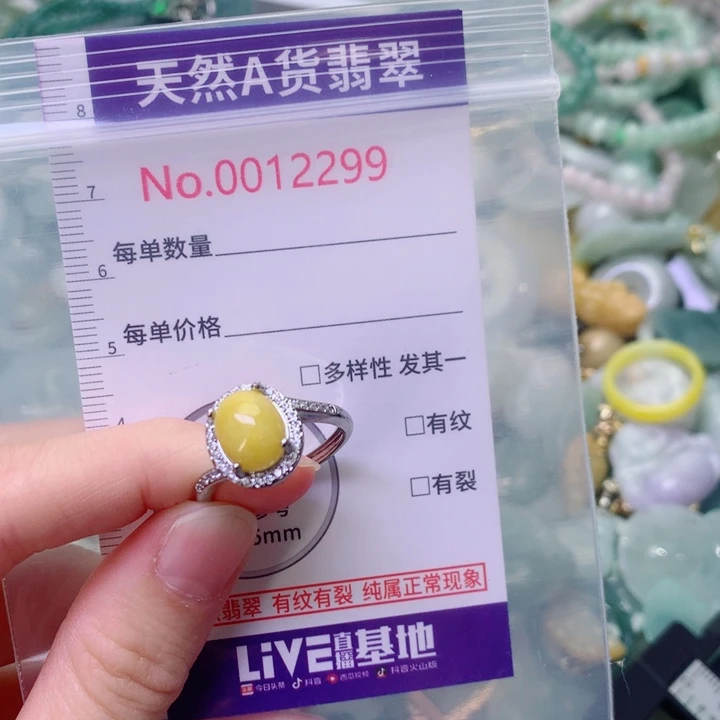 天然A货翡翠
8
No.0012299
7
每单数量
6
每单价格
5
□多样性 发其一
4
□有纹
□有裂
mm
翡翠 有纹有裂 纯属正常现象
LiVE直播基地
今日头条 抖音 西瓜视频 抖音火山版